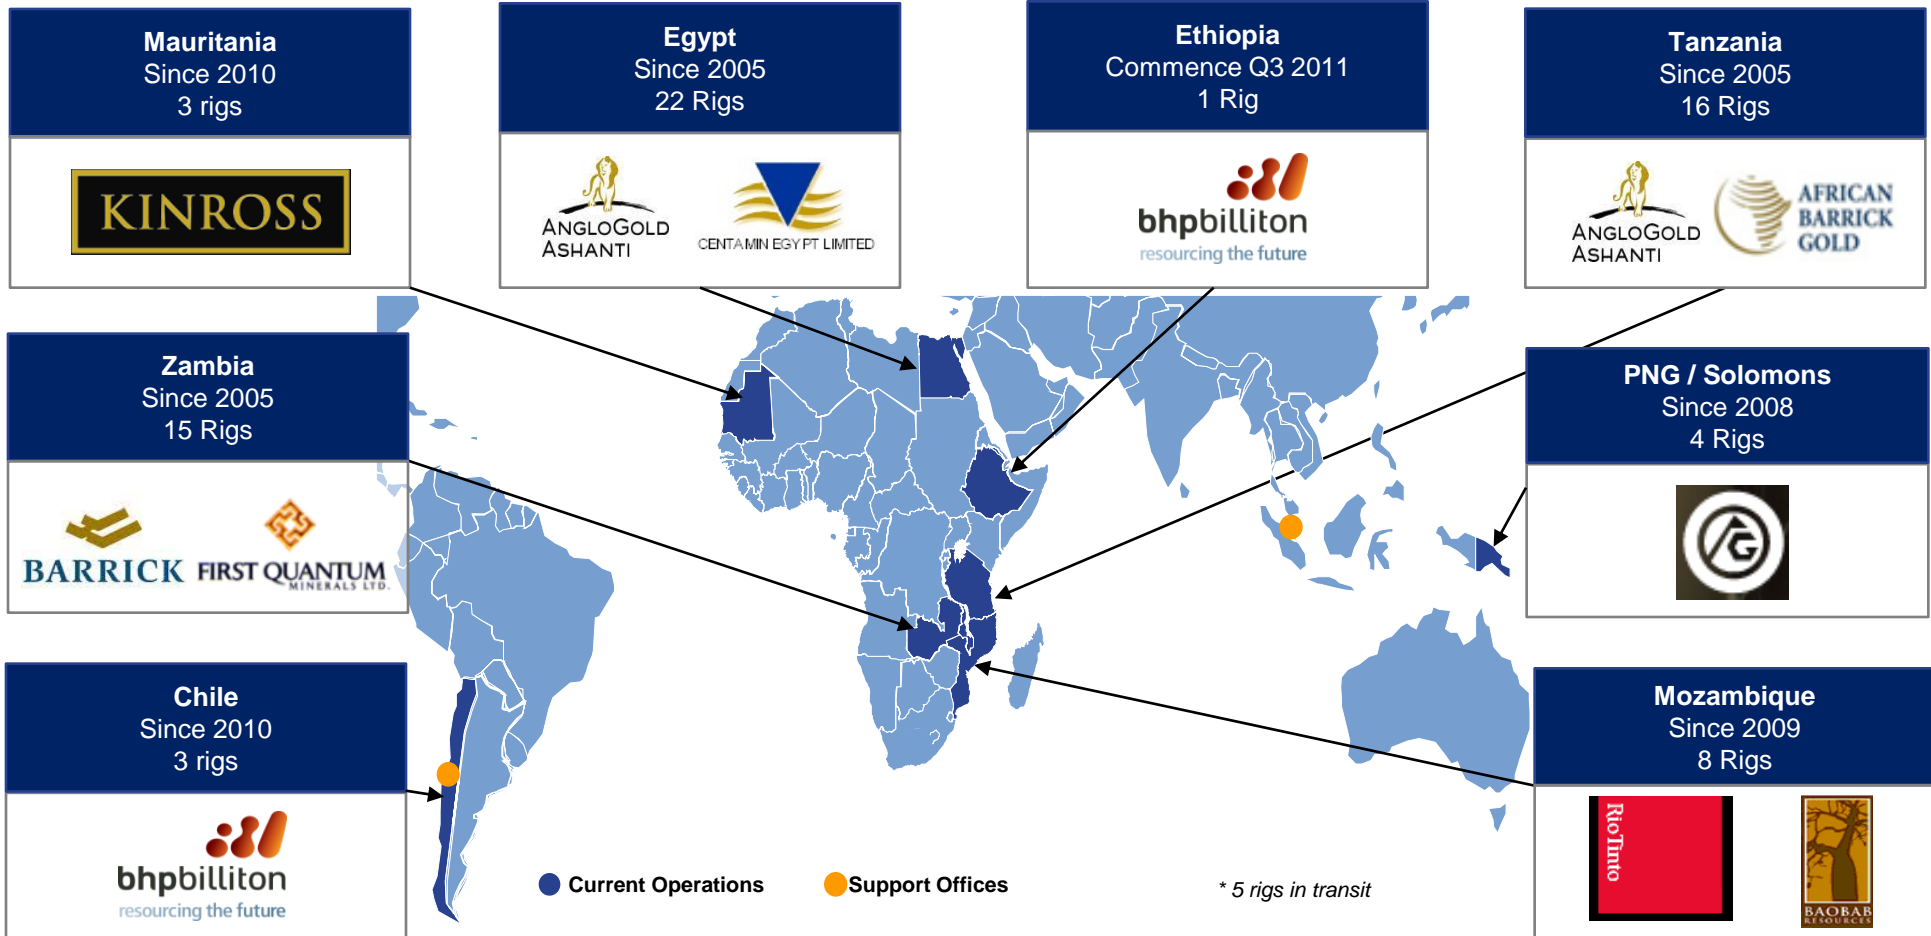 Mauritania
Since 2010
3 rigs
KINROSS
Egypt
Since 2005
22 Rigs
ANGLOGOLD
ASHANTI
CENTAMIN EGYPT LIMITED
Ethiopia
Commence Q3 2011
1 Rig
bhpbilliton
resourcing the future
Tanzania
Since 2005
16 Rigs
ANGLOGOLD
ASHANTI
AFRICAN
BARRICK
GOLD
Zambia
Since 2005
15 Rigs
BARRICK
FIRST QUANTUM
MINERALS LTD.
PNG / Solomons
Since 2008
4 Rigs
G
Chile
Since 2010
3 rigs
bhpbilliton
resourcing the future
Mozambique
Since 2009
8 Rigs
RioTinto
BAOBAB
RESOURCES
Current Operations
Support Offices
* 5 rigs in transit